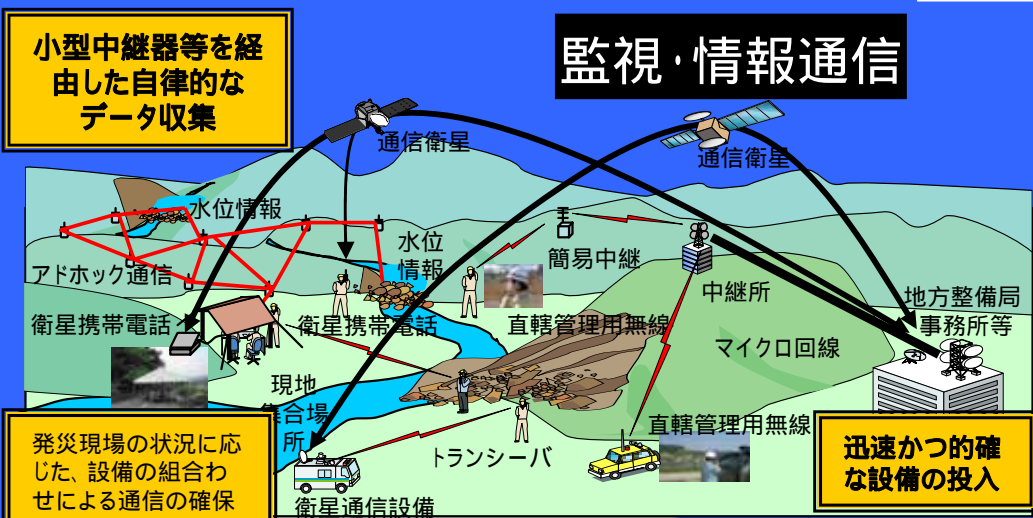 小型中継器等を経
由した自律的な
データ収集
監視・情報通信
通信衛星
通信衛星
水位情報
水位
情報
アドホック通信
簡易中継
中継所
地方整備局
事務所等
衛星携帯電話
衛星携帯電話
直轄管理用無線
マイクロ回線
現地
集合場
所
発災現場の状況に応
じた、設備の組合わ
せによる通信の確保
トランシーバ
直轄管理用無線
迅速かつ的確
な設備の投入
衛星通信設備